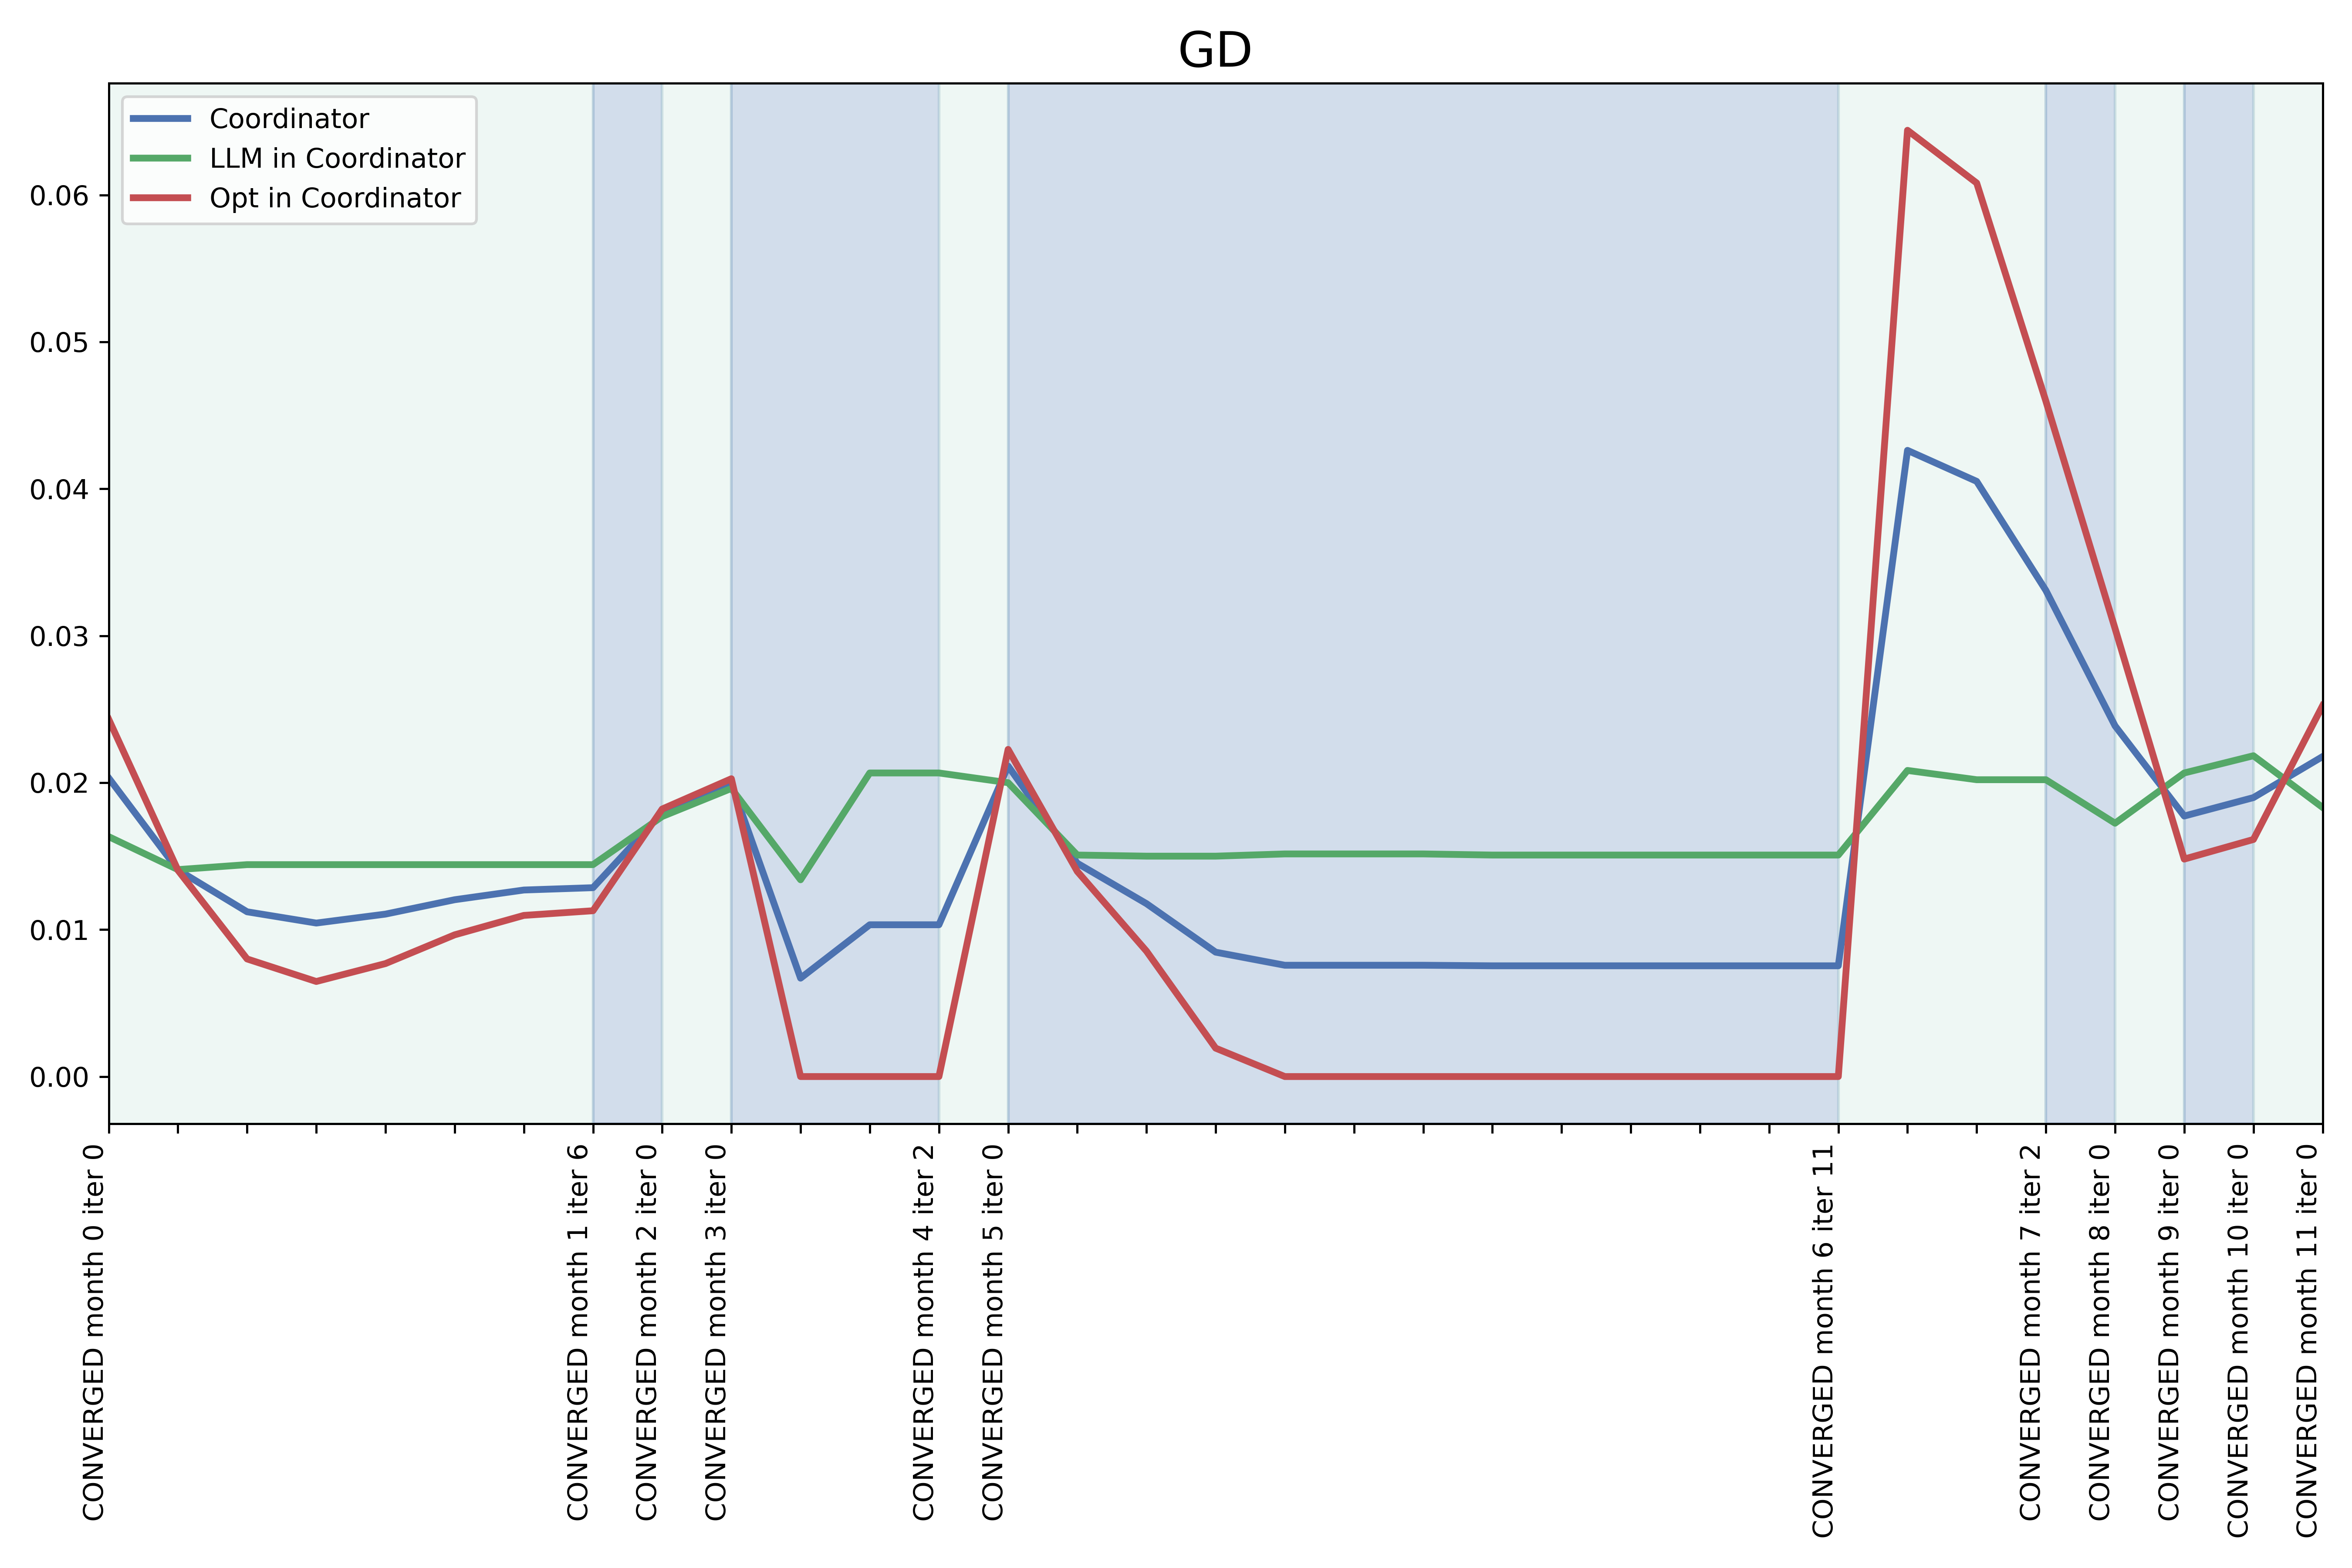 GD
Coordinator
LLM in Coordinator
Opt in Coordinator
0.06
0.05
0.04
0.03
0.02
0.01
0.00
CONVERGED month 0 iter 0
CONVERGED month 1 iter 6
CONVERGED month 2 iter 0
CONVERGED month 3 iter 0
CONVERGED month 4 iter 2
CONVERGED month 5 iter 0
CONVERGED month 6 iter 11
CONVERGED month 7 iter 2
CONVERGED month 8 iter 0
CONVERGED month 9 iter 0
CONVERGED month 10 iter 0
CONVERGED month 11 iter 0